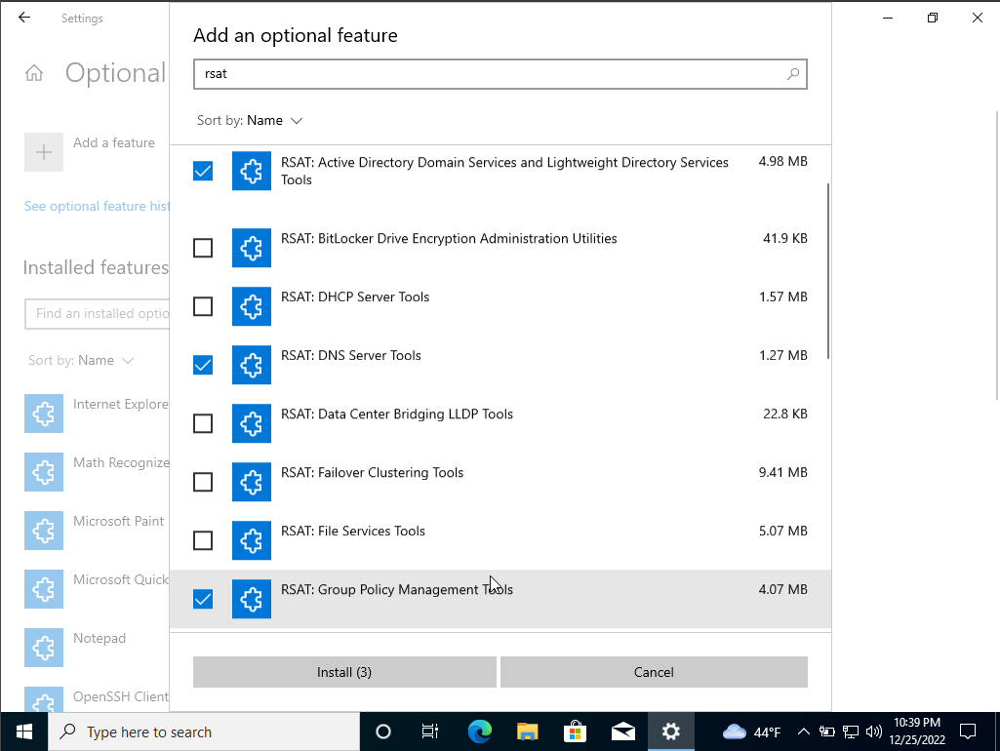 Settings
Optional
Add a feature
See optional feature hist
Installed features
Find an installed optio
Sort by: Name
Internet Explore
Math Recognize
Microsoft Paint
Microsoft Quick
Notepad
OpenSSH Client
Add an optional feature
rsat
Sort by: Name
RSAT: Active Directory Domain Services and Lightweight Directory Services
Tools
4.98 MB
RSAT: BitLocker Drive Encryption Administration Utilities
41.9 KB
RSAT: DHCP Server Tools
1.57 MB
RSAT: DNS Server Tools
1.27 MB
RSAT: Data Center Bridging LLDP Tools
22.8 KB
RSAT: Failover Clustering Tools
9.41 MB
RSAT: File Services Tools
5.07 MB
RSAT: Group Policy Management Tools
4.07 MB
Install (3)
Cancel
Type here to search
44°F
10:39 PM
12/25/2022